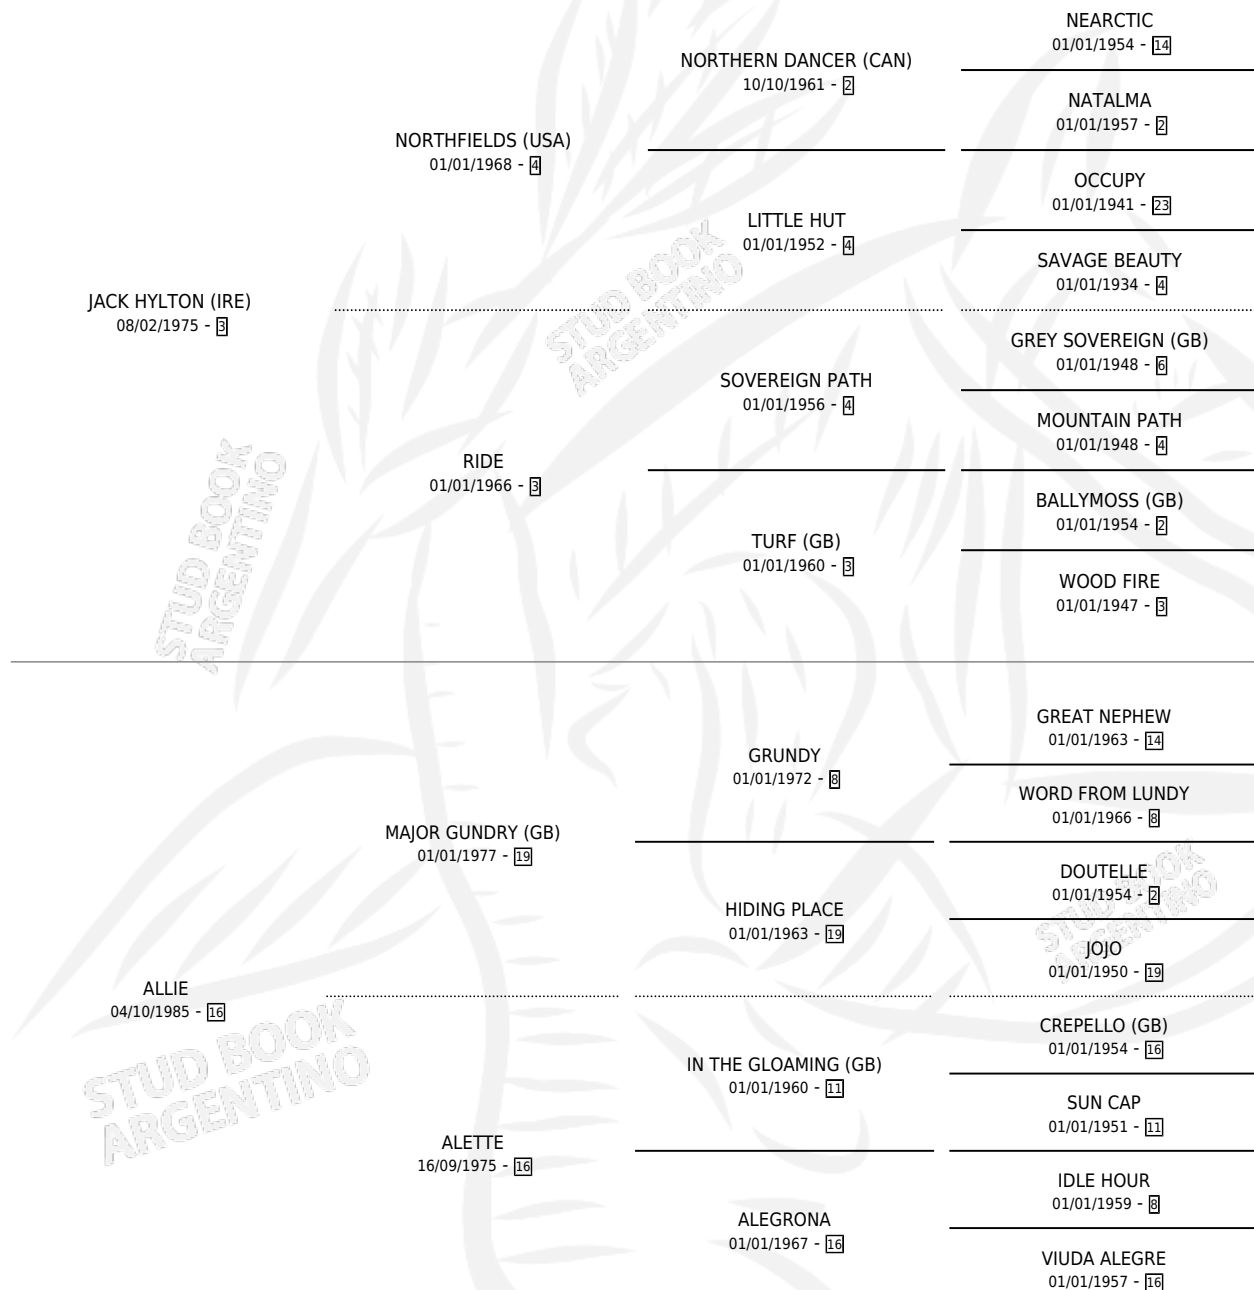 NEARCTIC
01/01/1954 - 14
NORTHERN DANCER (CAN)
10/10/1961 - 2
NATALMA
01/01/1957 - 2
NORTHFIELDS (USA)
01/01/1968 - 4
OCCUPY
01/01/1941 - 23
LITTLE HUT
01/01/1952 - 4
SAVAGE BEAUTY
01/01/1934 - 4
JACK HYLTON (IRE)
08/02/1975 - 3
GREY SOVEREIGN (GB)
01/01/1948 - 6
SOVEREIGN PATH
01/01/1956 - 4
MOUNTAIN PATH
01/01/1948 - 4
RIDE
01/01/1966 - 3
BALLYMOSS (GB)
01/01/1954 - 2
TURF (GB)
01/01/1960 - 3
WOOD FIRE
01/01/1947 - 3
STUD BOOK
ARGENTINO
STUD BOOK
ARGENTINO
GREAT NEPHEW
01/01/1963 - 14
GRUNDY
01/01/1972 - 8
WORD FROM LUNDY
01/01/1966 - 8
MAJOR GUNDRY (GB)
01/01/1977 - 19
DOUTELLE
01/01/1954 - 2
HIDING PLACE
01/01/1963 - 19
JOJO
01/01/1950 - 19
STUD BOOK
ARGENTINO
ALLIE
04/10/1985 - 16
CREPELLO (GB)
01/01/1954 - 16
IN THE GLOAMING (GB)
01/01/1960 - 11
SUN CAP
01/01/1951 - 11
STUD BOOK
ARGENTINO
ALETTE
16/09/1975 - 16
IDLE HOUR
01/01/1959 - 8
ALEGRONA
01/01/1967 - 16
VIUDA ALEGRE
01/01/1957 - 16